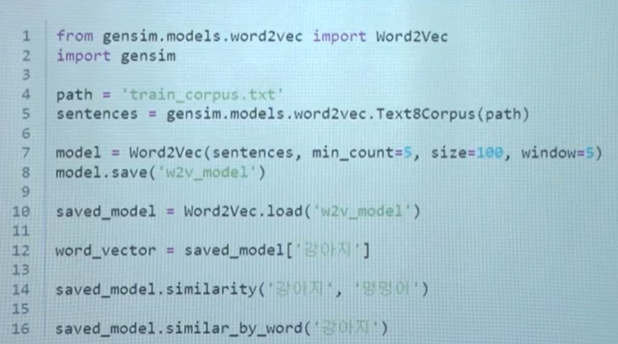 1 from gensim.models.word2vec import Word2Vec
2 import gensim
3
4 path = 'train_corpus.txt'
5 sentences = gensim.models.word2vec.Text8Corpus(path)
6
7 model = Word2Vec(sentences, min_count=5, size=100, window=5)
8 model.save('w2v_model')
9
10 saved_model = Word2Vec.load('w2v_model')
11
12 word_vector = saved_model['강아지']
13
14 saved_model.similarity('강아지', '멍멍이')
15
16 saved_model.similar_by_word('강아지')